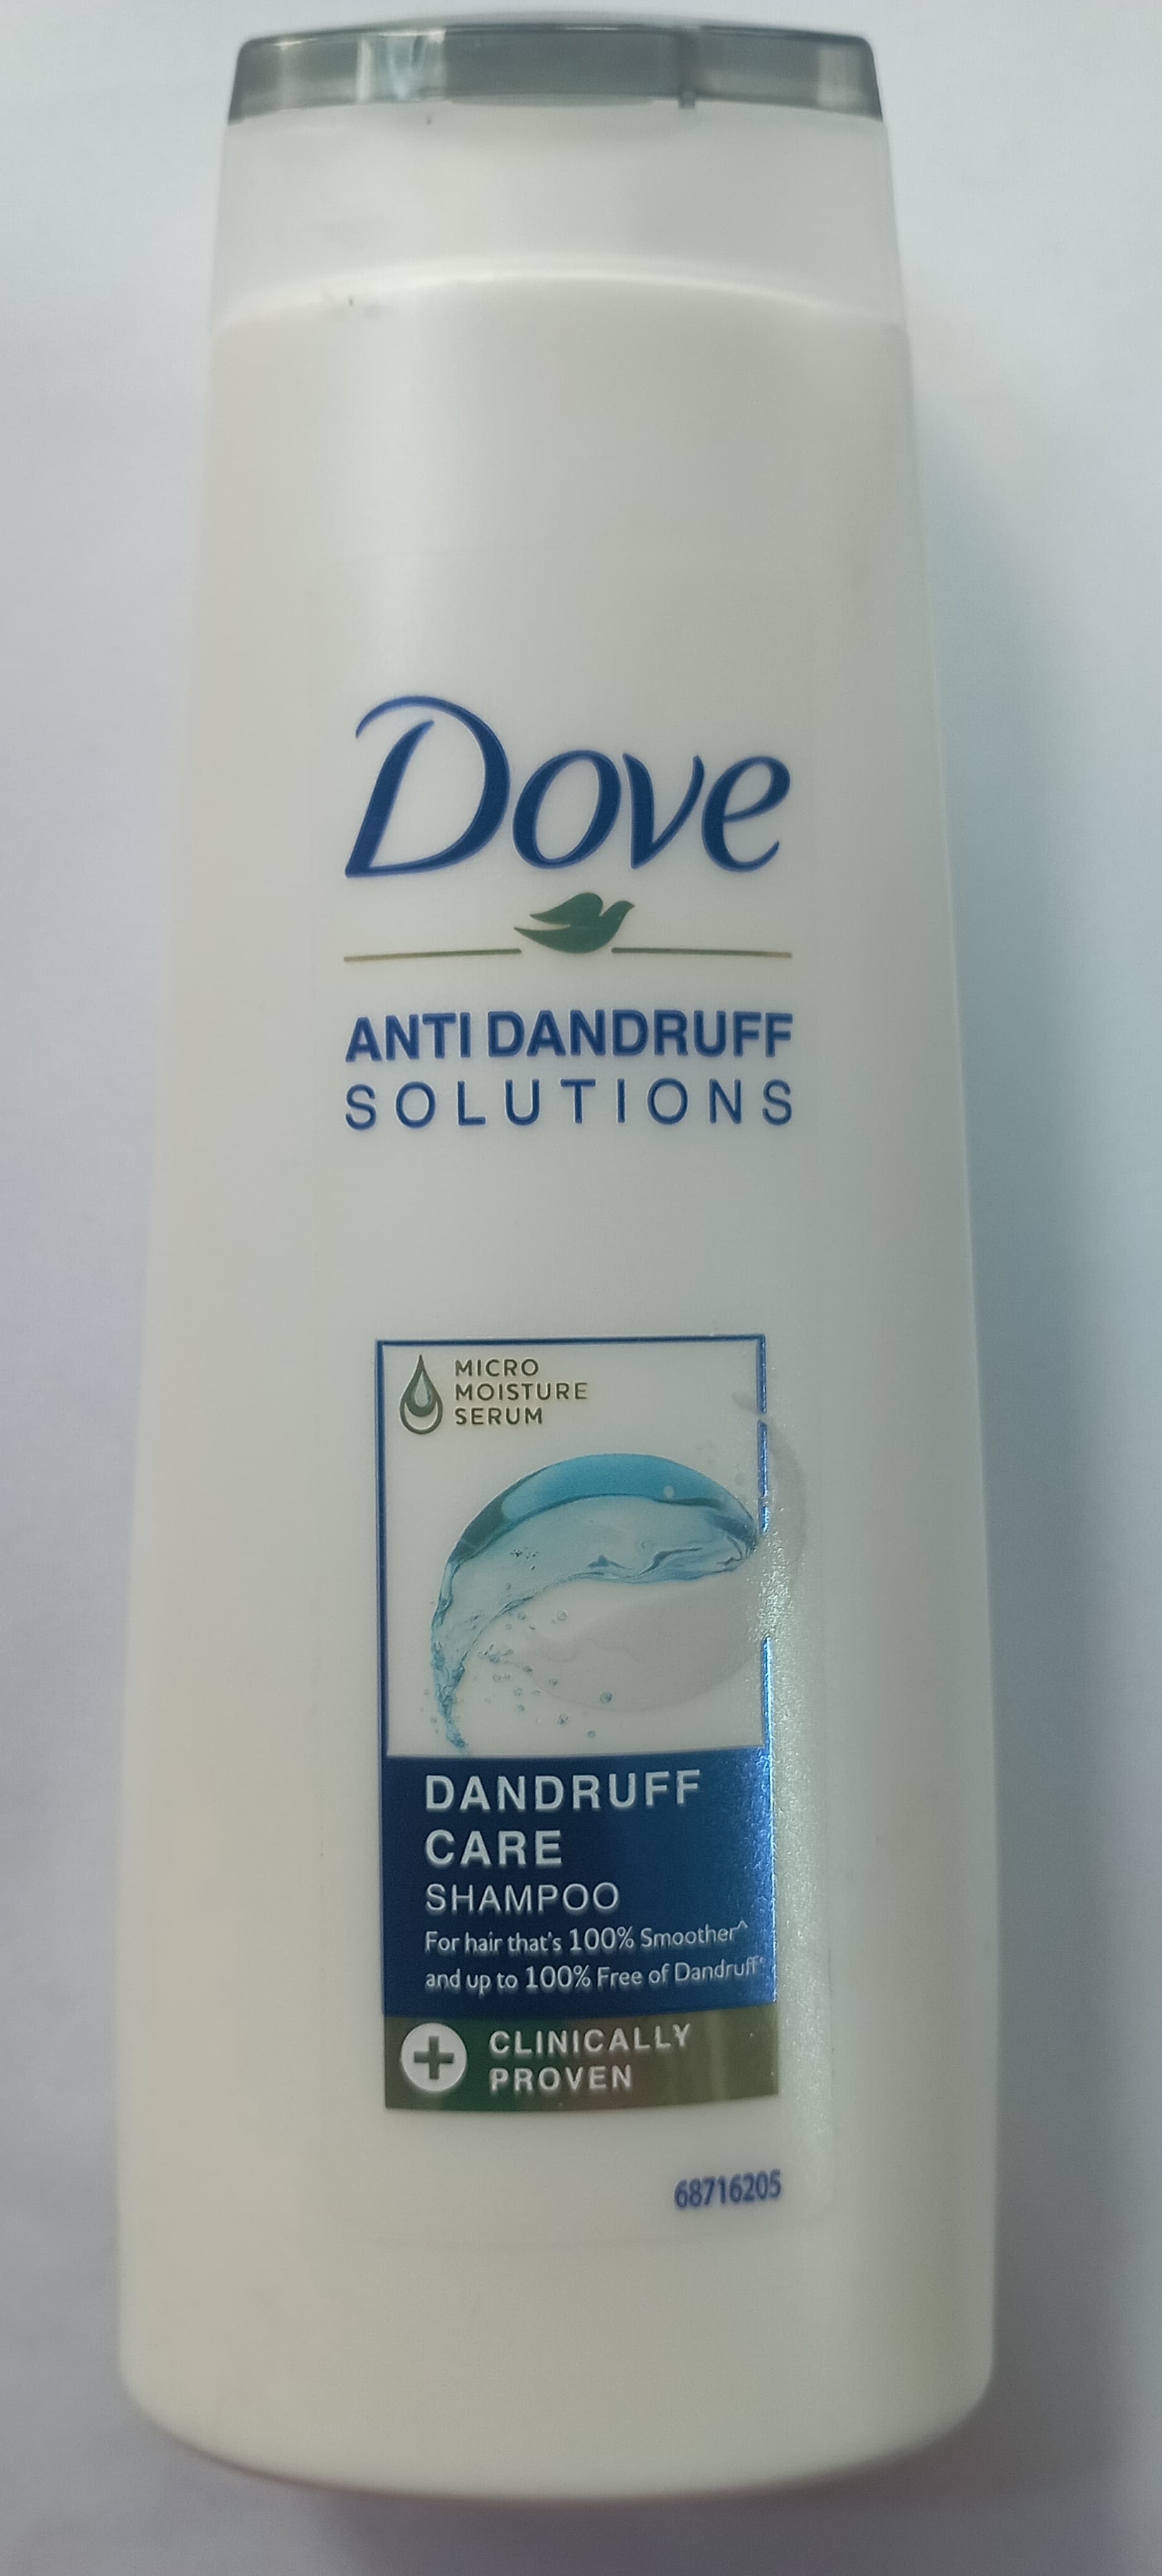 Dove
ANTI DANDRUFF
SOLUTIONS
MICRO
MOISTURE
SERUM
DANDRUFF
CARE
SHAMPOO
For hair that's 100% Smoother^
and up to 100% Free of Dandruff*
CLINICALLY
PROVEN
68716205